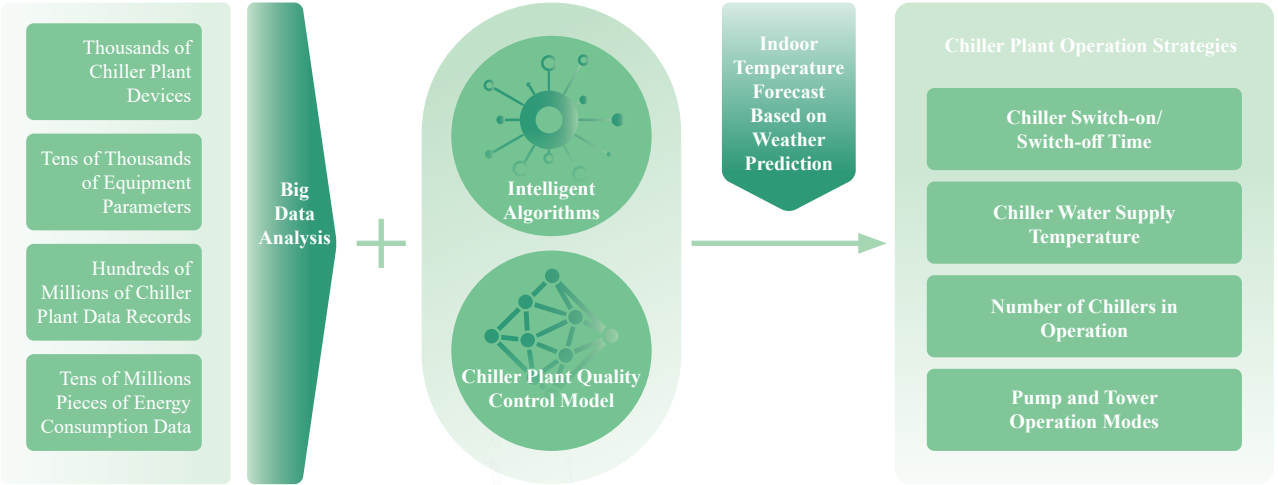 Thousands of
Chiller Plant
Devices
Tens of Thousands
of Equipment
Parameters
Hundreds of
Millions of Chiller
Plant Data Records
Tens of Millions
Pieces of Energy
Consumption Data
Big
Data
Analysis
Intelligent
Algorithms
Chiller Plant Quality
Control Model
Indoor
Temperature
Forecast
Based on
Weather
Prediction
Chiller Plant Operation Strategies
Chiller Switch-on/
Switch-off Time
Chiller Water Supply
Temperature
Number of Chillers in
Operation
Pump and Tower
Operation Modes